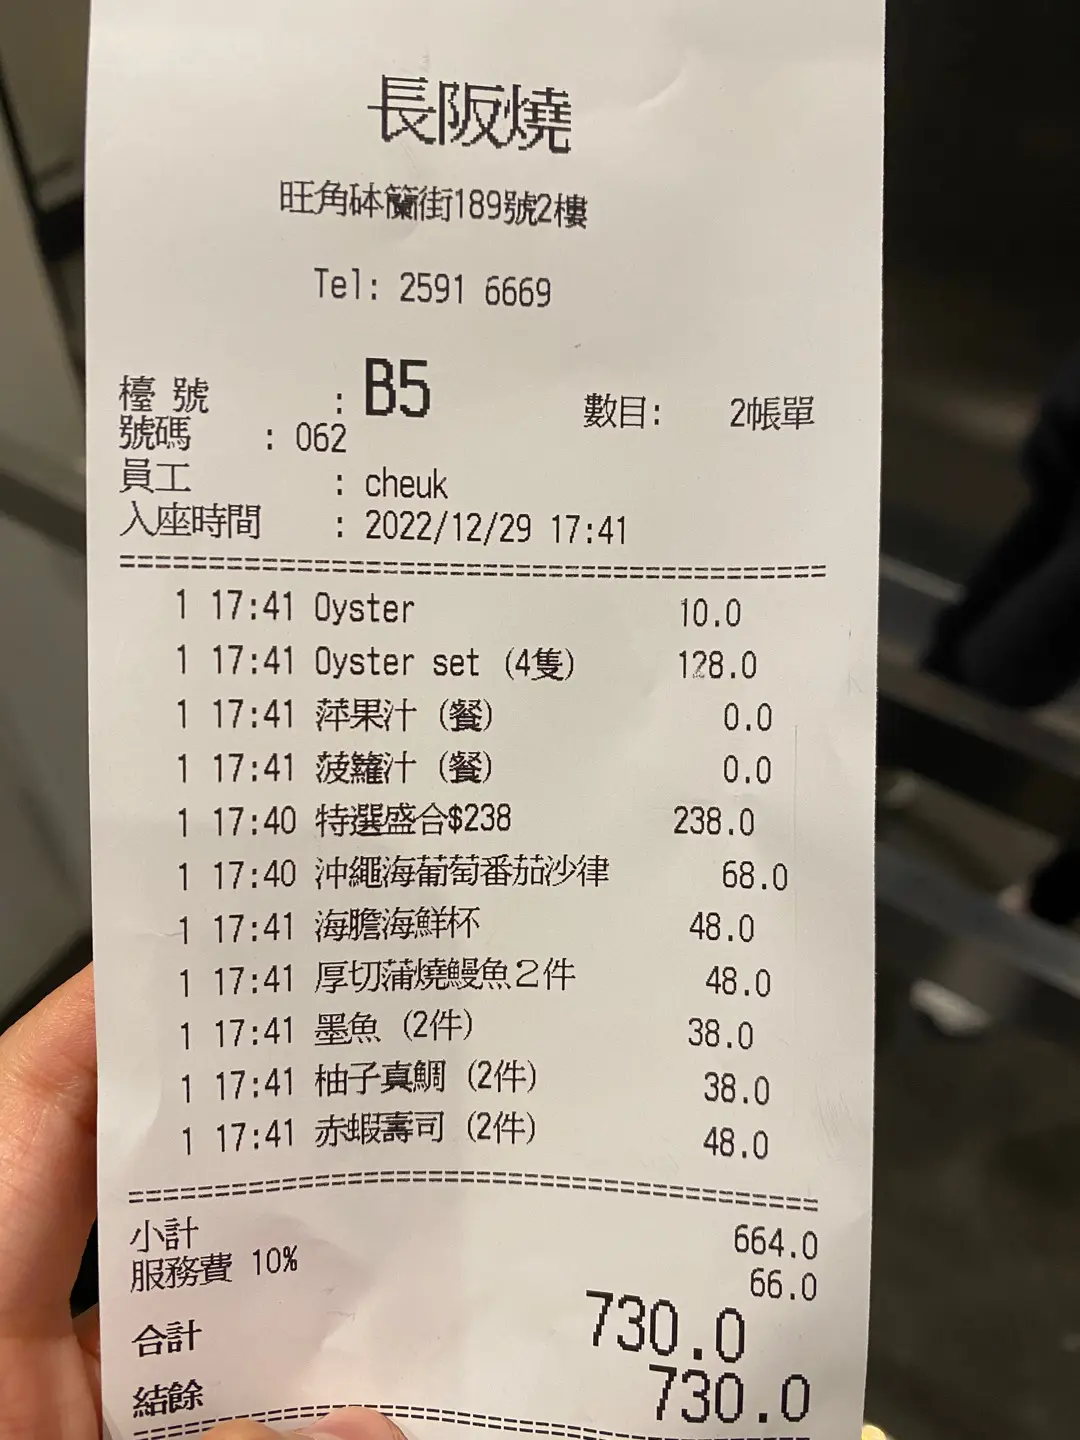 長阪燒
旺角砵蘭街189號2樓
Tel: 2591 6669
檯 號 : B5 數目: 2帳單
號碼 : 062
員工 : cheuk
入座時間 : 2022/12/29 17:41
1 17:41 Oyster 10.0
1 17:41 Oyster set (4隻) 128.0
1 17:41 蘋果汁 (餐) 0.0
1 17:41 菠蘿汁 (餐) 0.0
1 17:40 特選盛合$238 238.0
1 17:40 沖繩海葡萄番茄沙律 68.0
1 17:41 海膽海鮮杯 48.0
1 17:41 厚切蒲燒鰻魚2件 48.0
1 17:41 墨魚 (2件) 38.0
1 17:41 柚子真鯛 (2件) 38.0
1 17:41 赤蝦壽司 (2件) 48.0
小計 664.0
服務費 10% 66.0
合計 730.0
結餘 730.0